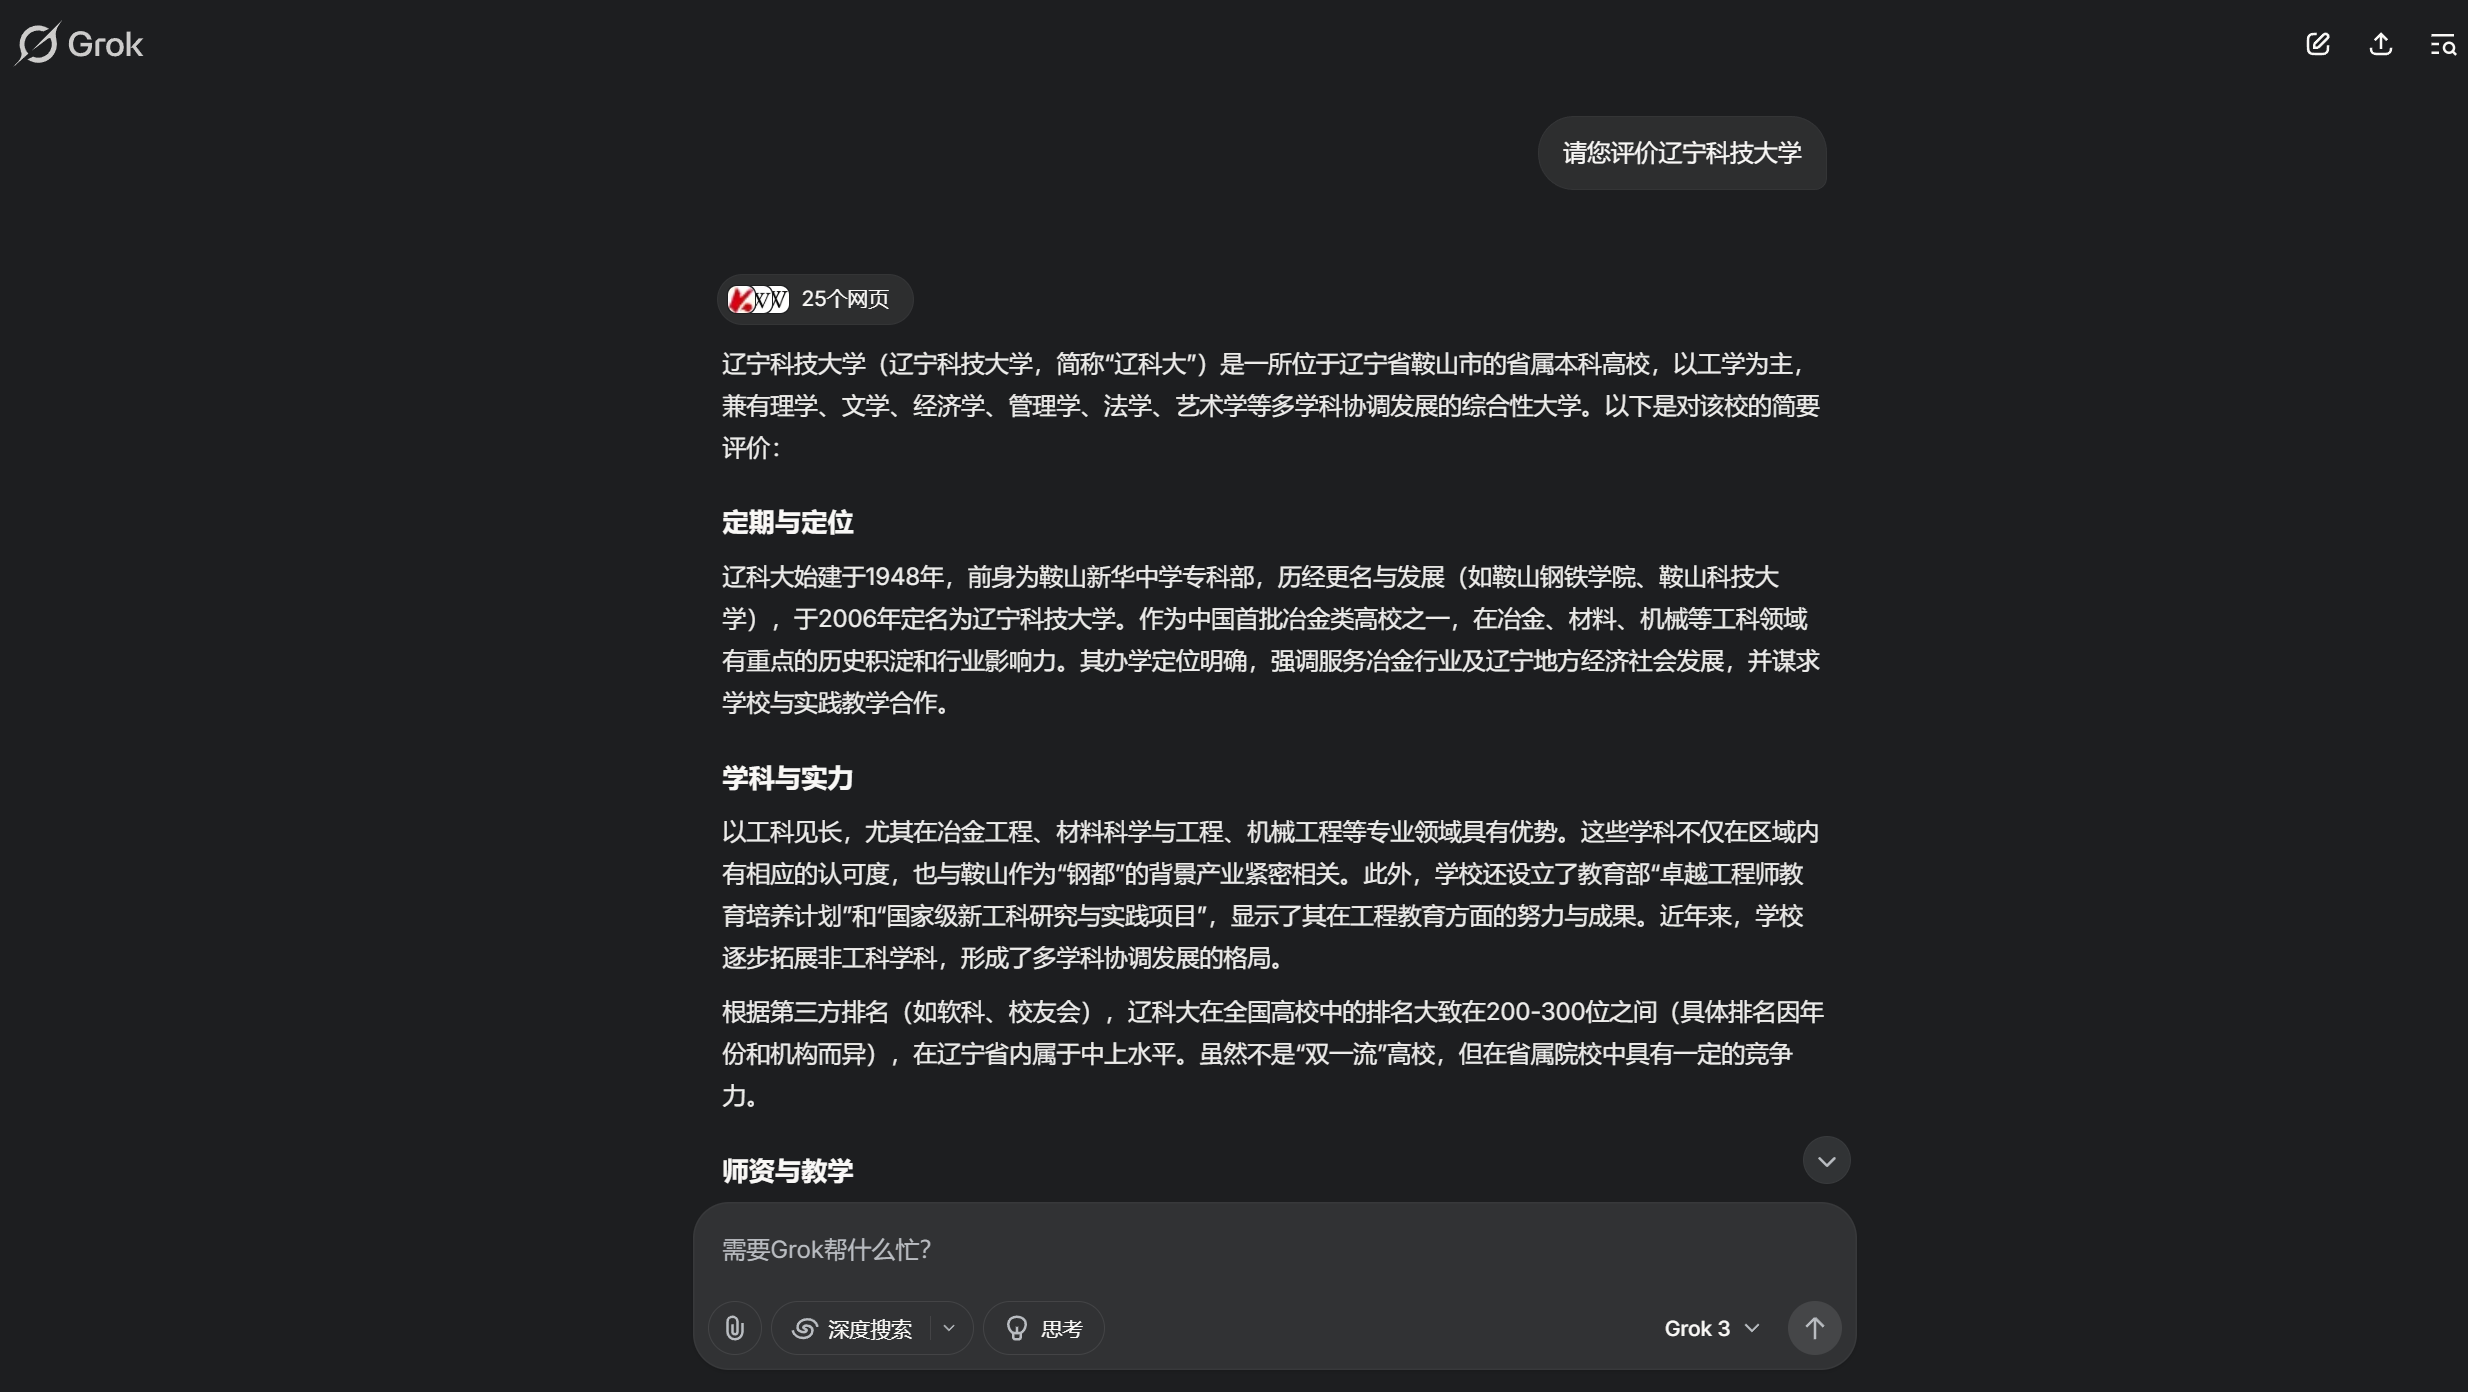 Grok
请您评价辽宁科技大学
25个网页
辽宁科技大学（辽宁科技大学，简称“辽科大”）是一所位于辽宁省鞍山市的省属本科高校，以工学为主，
兼有理学、文学、经济学、管理学、法学、艺术学等多学科协调发展的综合性大学。以下是对该校的简要
评价：
定期与定位
辽科大始建于1948年，前身为鞍山新华中学专科部，历经更名与发展（如鞍山钢铁学院、鞍山科技大
学），于2006年定名为辽宁科技大学。作为中国首批冶金类高校之一，在冶金、材料、机械等工科领域
有重点的历史积淀和行业影响力。其办学定位明确，强调服务冶金行业及辽宁地方经济社会发展，并谋求
学校与实践教学合作。
学科与实力
以工科见长，尤其在冶金工程、材料科学与工程、机械工程等专业领域具有优势。这些学科不仅在区域内
有相应的认可度，也与鞍山作为“钢都”的背景产业紧密相关。此外，学校还设立了教育部“卓越工程师教
育培养计划”和“国家级新工科研究与实践项目”，显示了其在工程教育方面的努力与成果。近年来，学校
逐步拓展非工科学科，形成了多学科协调发展的格局。
根据第三方排名（如软科、校友会），辽科大在全国高校中的排名大致在200-300位之间（具体排名因年
份和机构而异），在辽宁省内属于中上水平。虽然不是“双一流”高校，但在省属院校中具有一定的竞争
力。
师资与教学
需要Grok帮什么忙？
深度搜索
思考
Grok 3